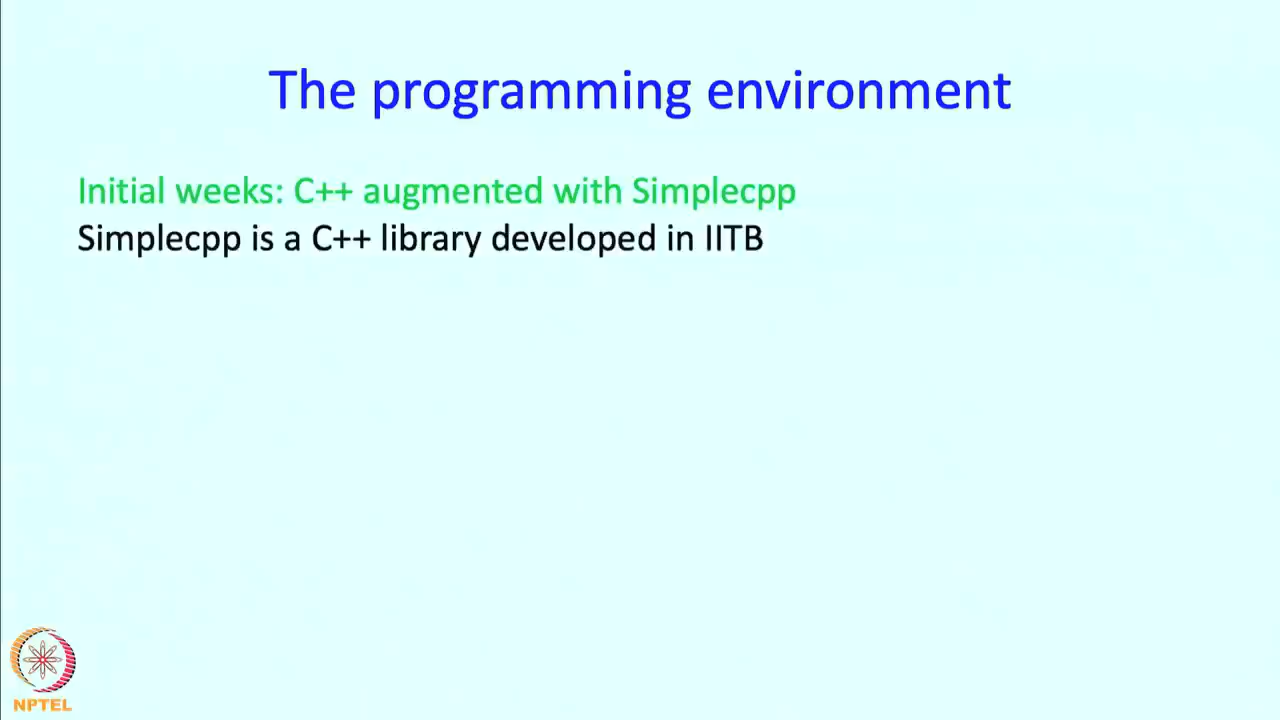 The programming environment
Initial weeks: C++ augmented with Simplecpp
Simplecpp is a C++ library developed in IITB
NPTEL